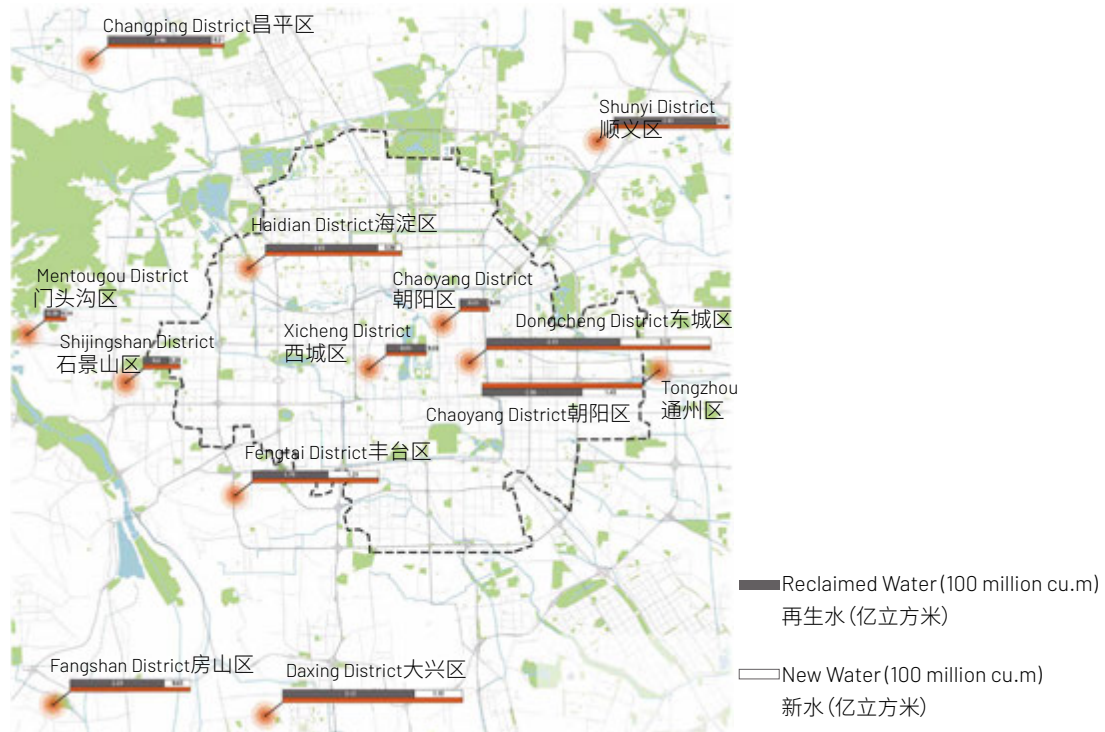 Changping District昌平区
Shunyi District
顺义区
Haidian District海淀区
Mentougou District
门头沟区
Chaoyang District
朝阳区
Dongcheng District东城区
Xicheng District
西城区
Shijingshan District
石景山区
Tongzhou
通州区
Chaoyang District朝阳区
Fengtai District丰台区
Reclaimed Water(100 million cu.m)
再生水(亿立方米)
Fangshan District房山区
Daxing District大兴区
New Water(100 million cu.m)
新水(亿立方米)